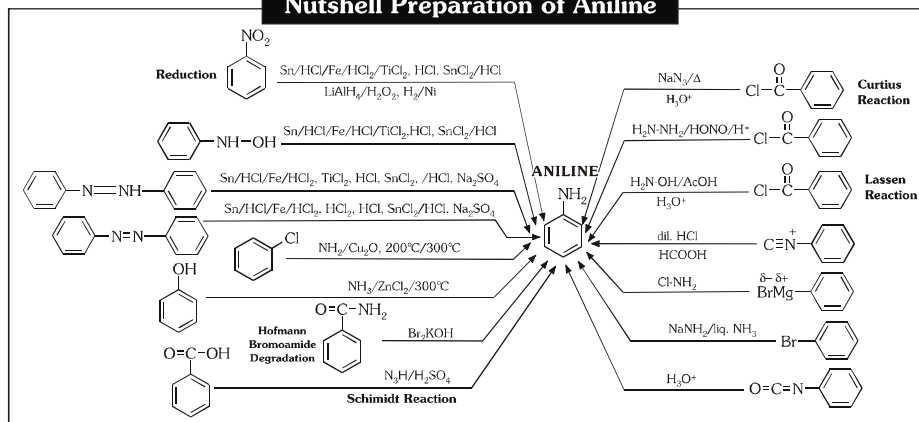 Nutshell Preparation of Aniline
NO₂
Reduction
Sn/HCl/Fe/HCl₂/TiCl₂, HCl, SnCl₂/HCl
LiAlH₄/H₂O₂, H₂/Ni
NH—OH
Sn/HCl/Fe/HCl/TiCl₂,HCl, SnCl₂/HCl
N=NH
Sn/HCl/Fe/HCl₂, TiCl₂, HCl, SnCl₂, /HCl, Na₂SO₄
N=N
Sn/HCl/Fe/HCl₂, HCl₂, HCl, SnCl₂/HCl, Na₂SO₄
Cl
NH₂/Cu₂O, 200℃/300℃
OH
NH₃/ZnCl₂/300℃
O=C—NH₂
Hofmann
Bromoamide
Degradation
Br₂KOH
O=C—OH
N₃H/H₂SO₄
Schimidt Reaction
ANILINE
NH₂
NaN₃/Δ
H₃O⁺
O
Cl—C
Curtius
Reaction
H₂N-NH₂/HONO/H⁺
O
Cl—C
H₂N-OH/AcOH
H₃O⁺
O
Cl—C
Lassen
Reaction
dil. HCl
HCOOH
C≡N⁺
Cl-NH₂
δ– δ+
BrMg
NaNH₂/liq. NH₃
Br
H₃O⁺
O=C=N